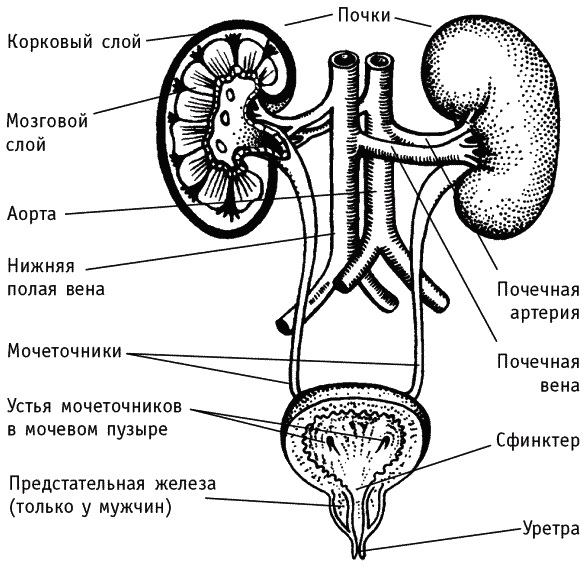 Почки
Корковый слой
Мозговой
слой
Аорта
Нижняя
полая вена
Почечная
артерия
Мочеточники
Почечная
вена
Устья мочеточников
в мочевом пузыре
Сфинктер
Предстательная железа
(только у мужчин)
Уретра